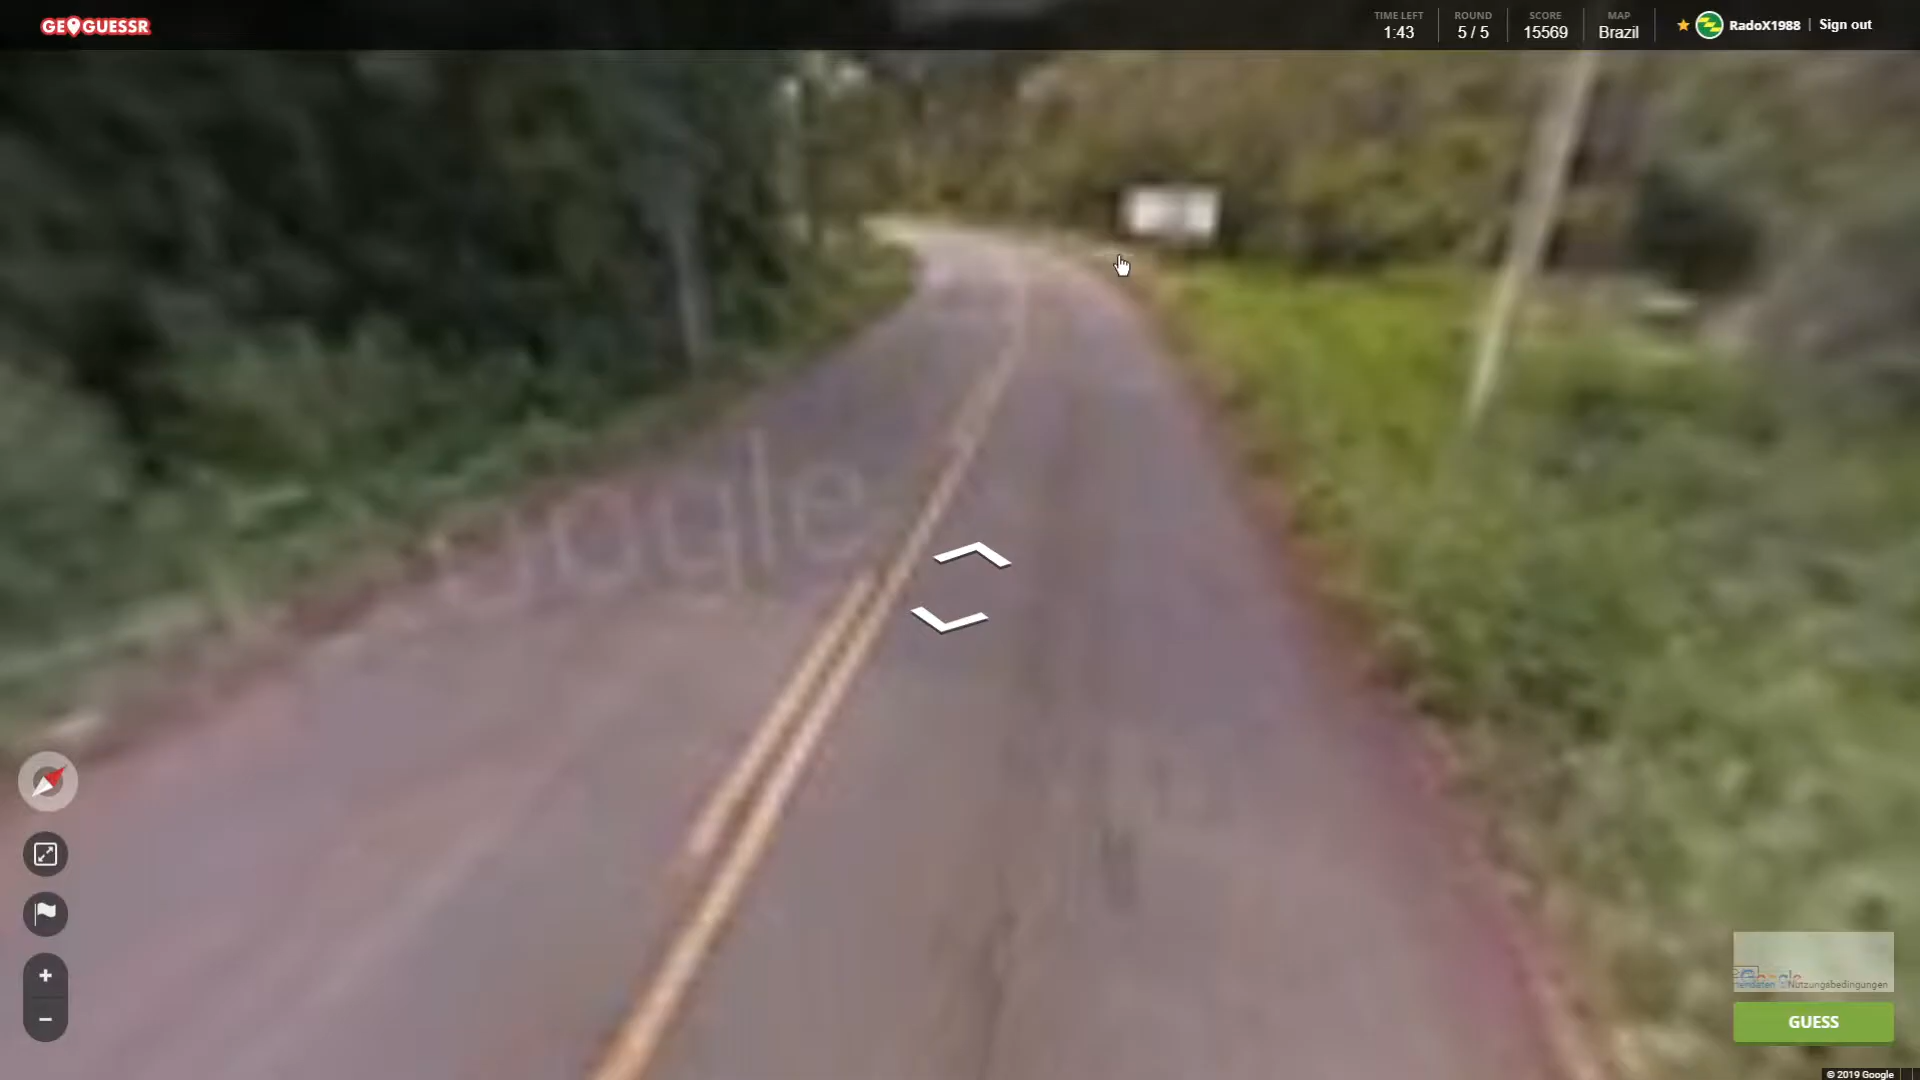 GEOGUESSR
TIME LEFT
1:43
ROUND
5 / 5
SCORE
15569
MAP
Brazil
RadoX1988 | Sign out
Google
Nutzungsbedingungen
GUESS
© 2019 Google